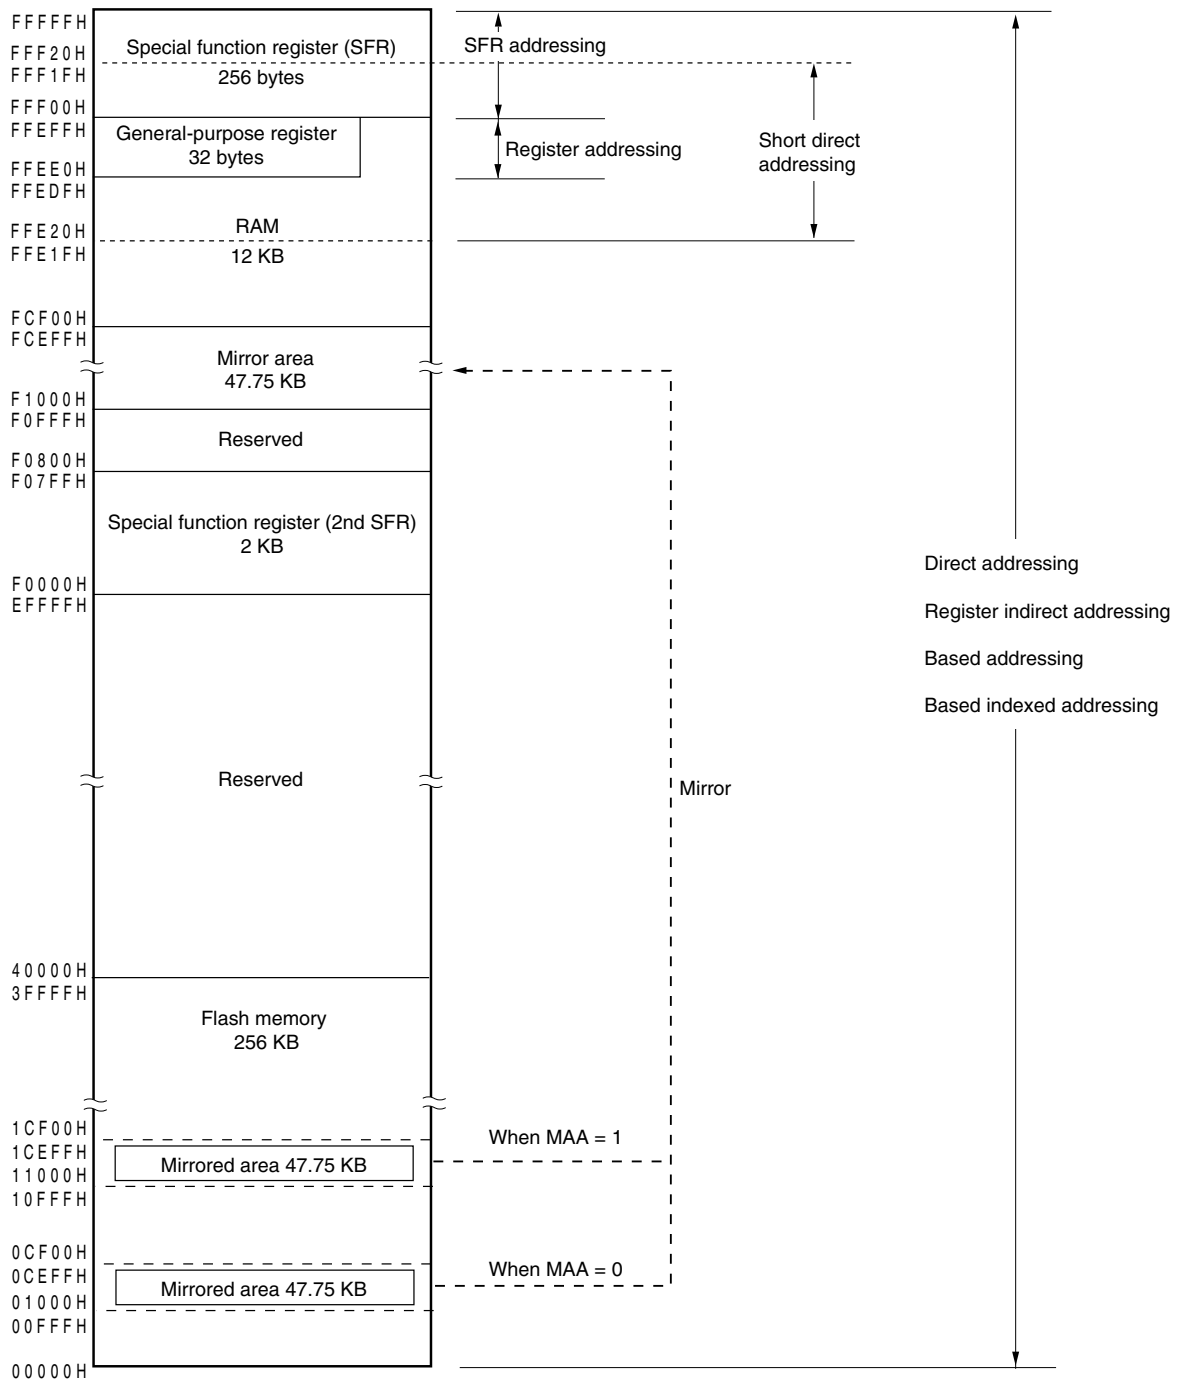 FFFFFH
FFF20H
FFF1FH
FFF00H
FFEFFH
FFEE0H
FFEDFH
FFE20H
FFE1FH
FCF00H
FCEFFH
F1000H
F0FFFH
F0800H
F07FFH
F0000H
EFFFFH
40000H
3FFFFH
1CF00H
1CEFFH
11000H
10FFFH
0CF00H
0CEFFH
01000H
00FFFH
00000H
Special function register (SFR)
256 bytes
General-purpose register
32 bytes
RAM
12 KB
Mirror area
47.75 KB
Reserved
Special function register (2nd SFR)
2 KB
Reserved
Flash memory
256 KB
Mirrored area 47.75 KB
Mirrored area 47.75 KB
SFR addressing
Register addressing
Short direct
addressing
Mirror
When MAA = 1
When MAA = 0
Direct addressing
Register indirect addressing
Based addressing
Based indexed addressing